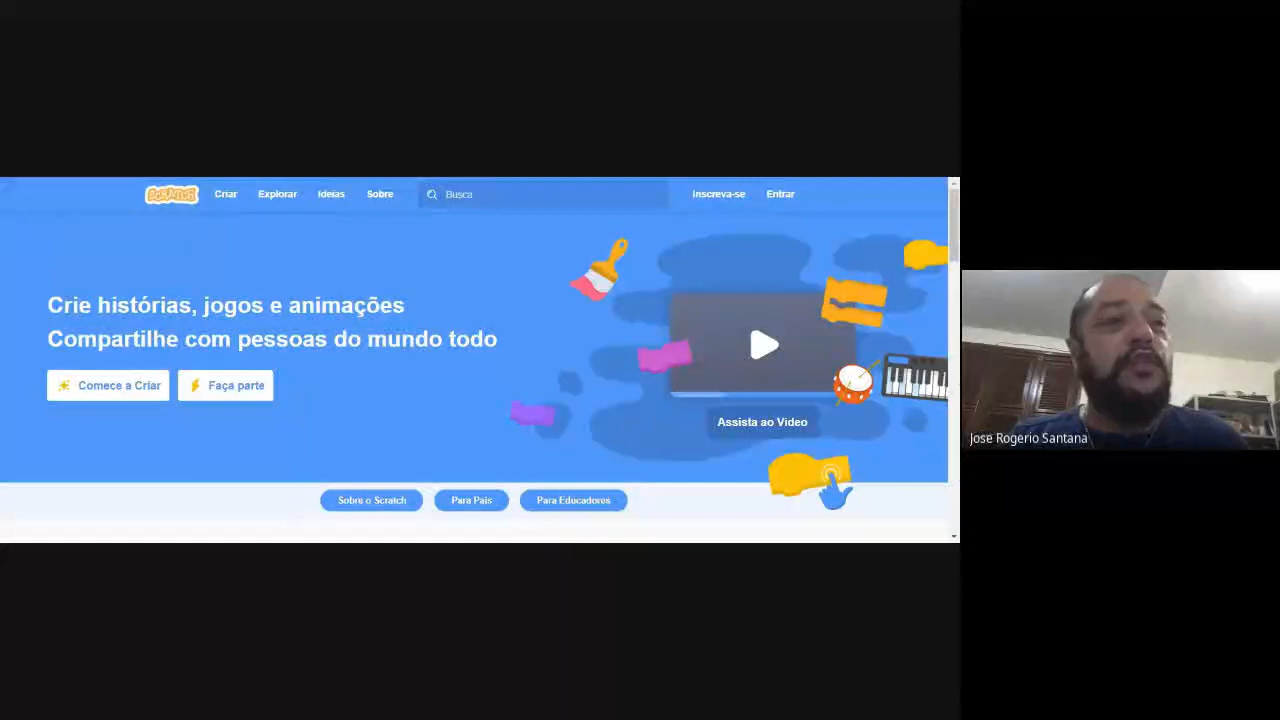 SCRATCH
Criar
Explorar
Ideias
Sobre
Busca
Inscreva-se
Entrar
Crie histórias, jogos e animações
Compartilhe com pessoas do mundo todo
Comece a Criar
Faça parte
Assista ao Video
Sobre o Scratch
Para Pais
Para Educadores
Jose Rogerio Santana